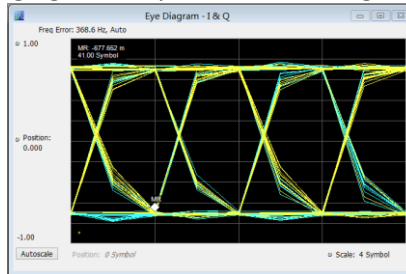 Eye Diagram - I & Q
Freq Error: 368.6 Hz, Auto
1.00
MR: -677.662 m
41.00 Symbol
Position:
0.000
MR
-1.00
Autoscale
Position: 0 Symbol
Scale: 4 Symbol